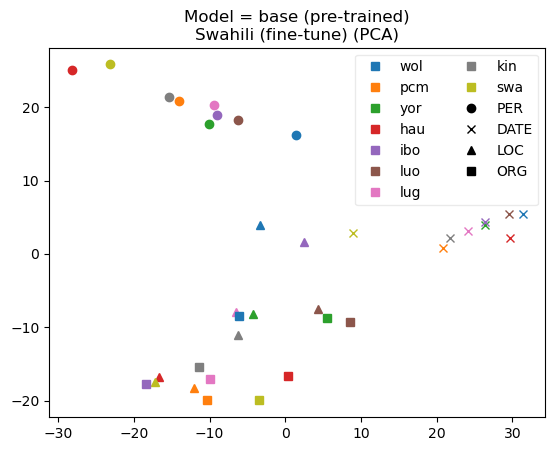 Model = base (pre-trained)
Swahili (fine-tune) (PCA)
wol
pcm
yor
hau
ibo
luo
lug
kin
swa
PER
DATE
LOC
ORG
20
10
0
−10
−20
−30
−20
−10
0
10
20
30